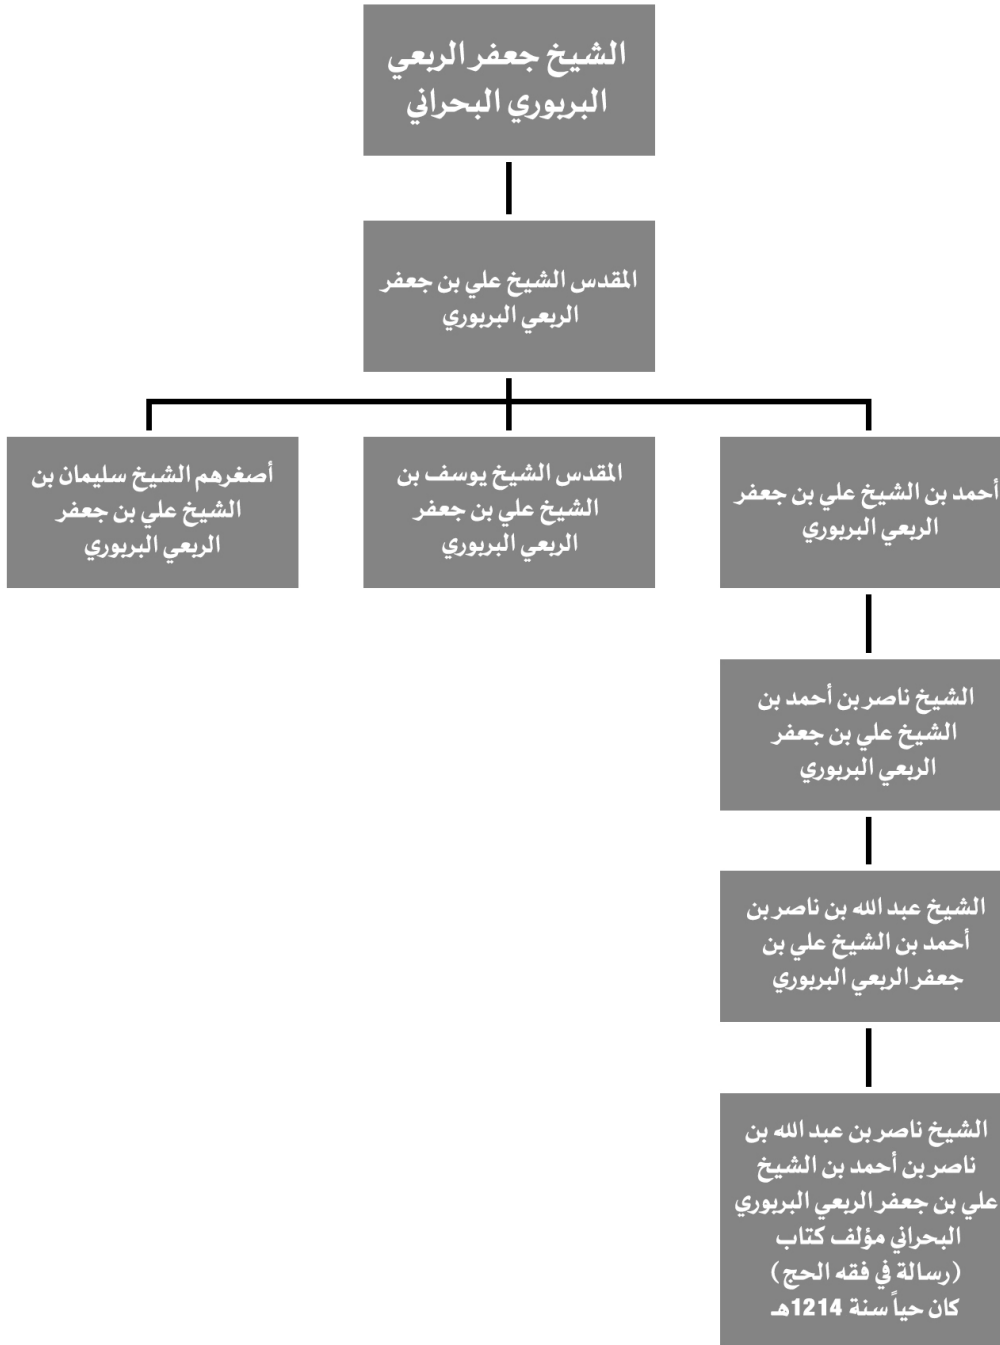 الشيخ جعفر الربعي
البربوري البحراني
المقدس الشيخ علي بن جعفر
الربعي البربوري
أحمد بن الشيخ علي بن جعفر
الربعي البربوري
المقدس الشيخ يوسف بن
الشيخ علي بن جعفر
الربعي البربوري
أصغرهم الشيخ سليمان بن
الشيخ علي بن جعفر
الربعي البربوري
الشيخ ناصر بن أحمد بن
الشيخ علي بن جعفر
الربعي البربوري
الشيخ عبد الله بن ناصر بن
أحمد بن الشيخ علي بن
جعفر الربعي البربوري
الشيخ ناصر بن عبد الله بن
ناصر بن أحمد بن الشيخ
علي بن جعفر الربعي البربوري
البحراني مؤلف كتاب
(رسالة في فقه الحج)
كان حياً سنة 1214هـ